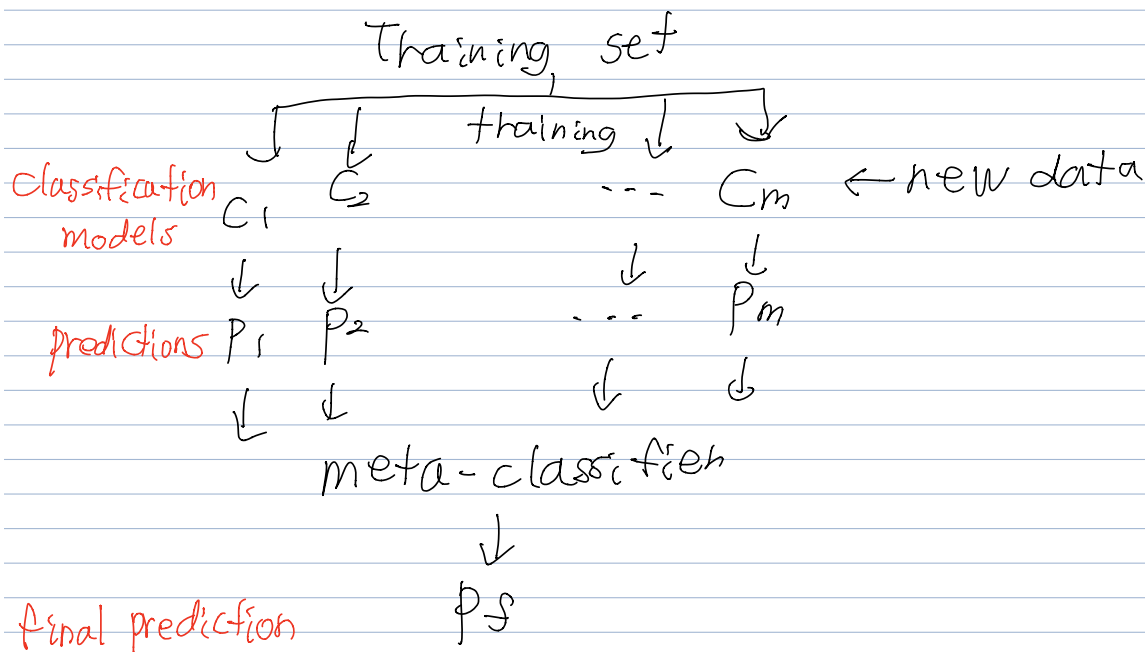 Training set
training
classification
models
C1 C2 --- Cm ← new data
predictions P1 P2 --- Pm
meta-classifier
final prediction Pf